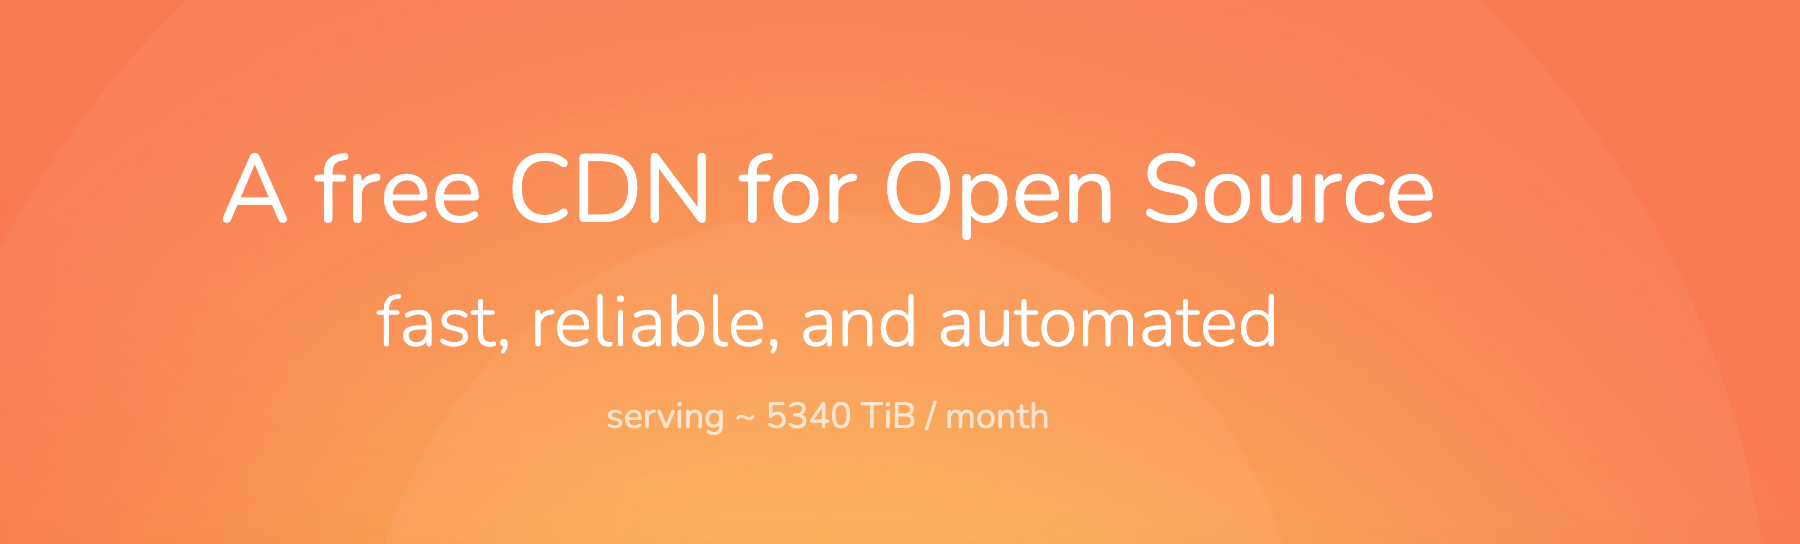 A free CDN for Open Source
fast, reliable, and automated
serving ~ 5340 TiB / month